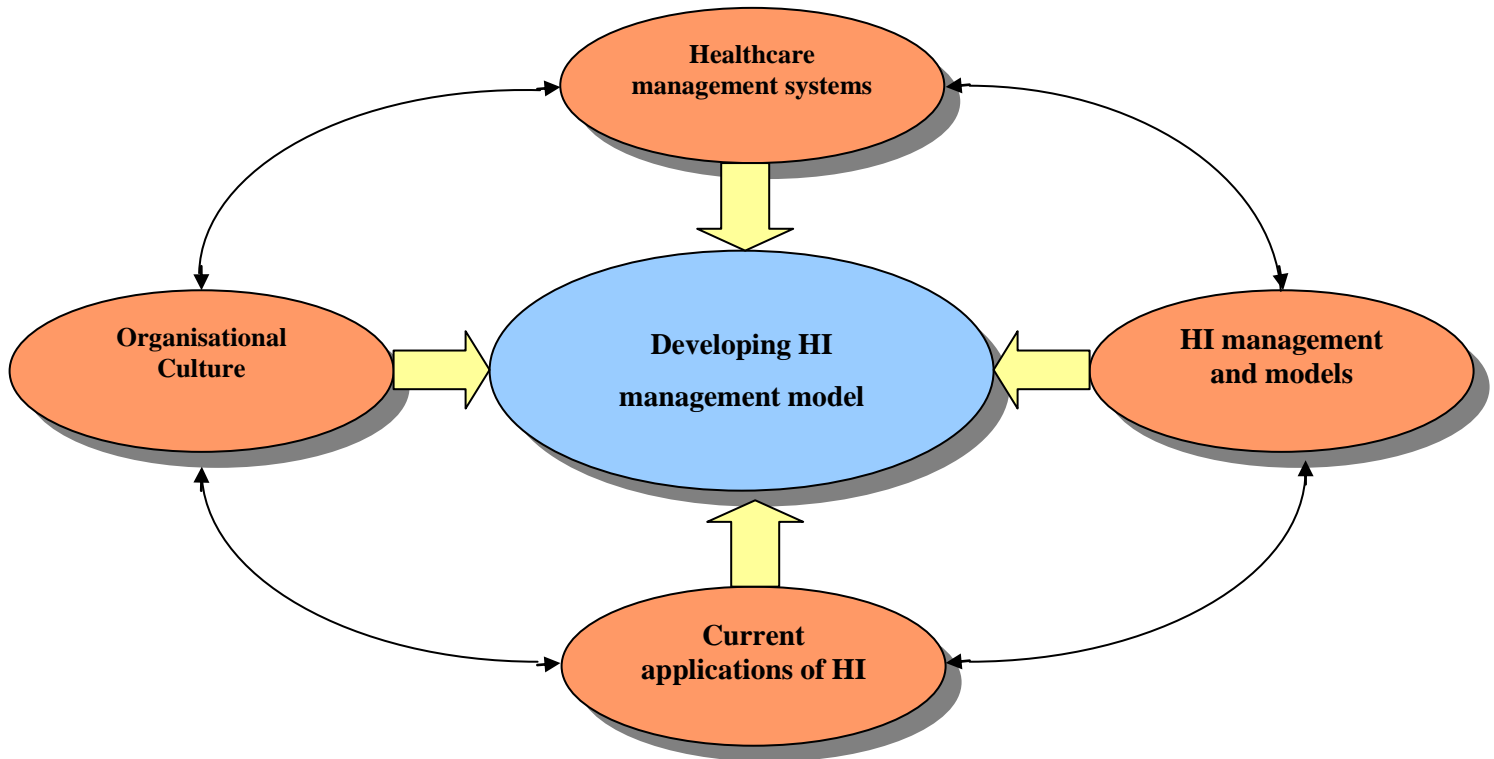 Healthcare
management systems
Organisational
Culture
Developing HI
management model
HI management
and models
Current
applications of HI